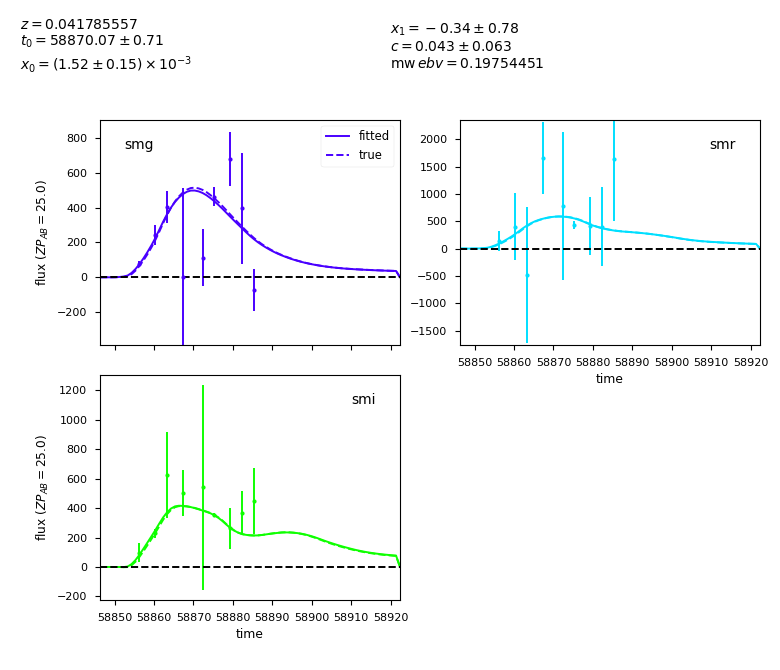 z = 0.041785557
t₀ = 58870.07 ± 0.71
x₀ = (1.52 ± 0.15) × 10⁻³
x₁ = −0.34 ± 0.78
c = 0.043 ± 0.063
mw ebv = 0.19754451
smg
fitted
true
800
600
400
200
0
−200
flux (ZP_AB = 25.0)
smr
2000
1500
1000
500
0
−500
−1000
−1500
58850 58860 58870 58880 58890 58900 58910 58920
time
smi
1200
1000
800
600
400
200
0
−200
flux (ZP_AB = 25.0)
58850 58860 58870 58880 58890 58900 58910 58920
time